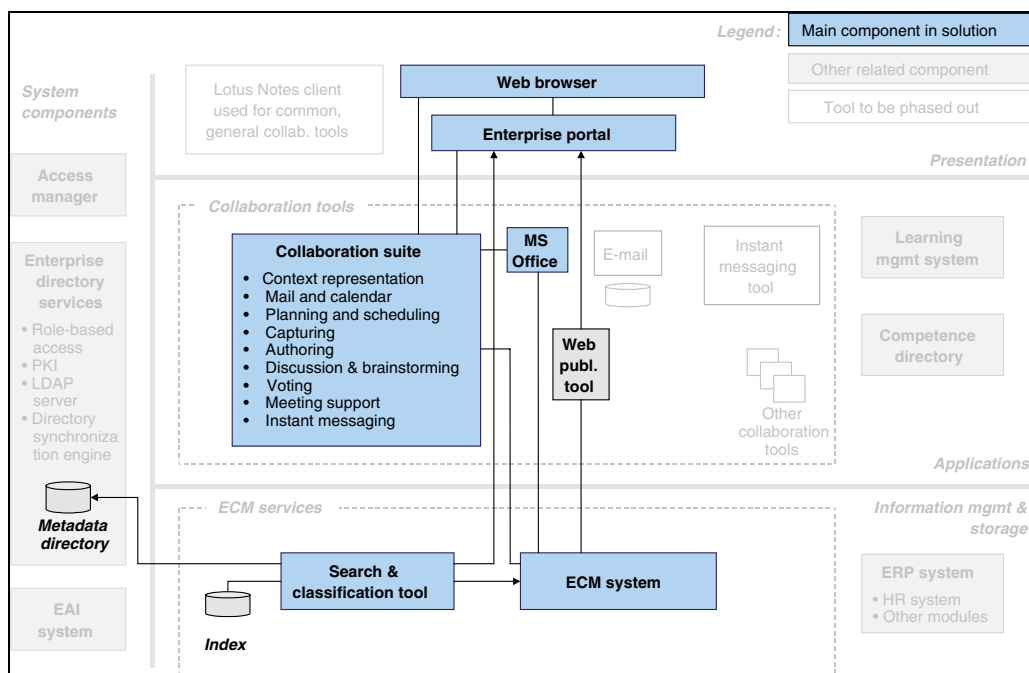 Legend:
Main component in solution
Other related component
Tool to be phased out
System
components
Lotus Notes client
used for common,
general collab. tools
Web browser
Enterprise portal
Presentation
Access
manager
Enterprise
directory
services
• Role-based
access
• PKI
• LDAP
server
• Directory
synchroniza
tion engine
Metadata
directory
EAI
system
Collaboration tools
Collaboration suite
• Context representation
• Mail and calendar
• Planning and scheduling
• Capturing
• Authoring
• Discussion & brainstorming
• Voting
• Meeting support
• Instant messaging
MS
Office
E-mail
Instant
messaging
tool
Web
publ.
tool
Other
collaboration
tools
Learning
mgmt system
Competence
directory
Applications
ECM services
Information mgmt &
storage
Search &
classification tool
ECM system
Index
ERP system
• HR system
• Other modules